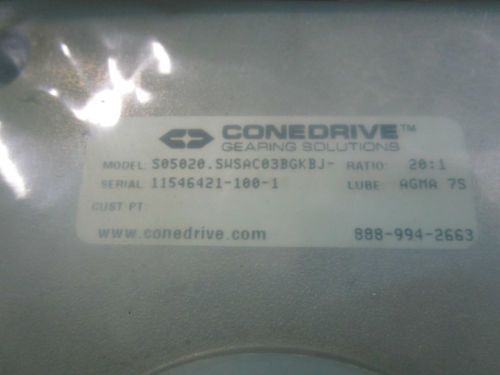 CONEDRIVE™
GEARING SOLUTIONS
MODEL: S05020.SWSAC03BGKBJ- RATIO: 20:1
SERIAL 11546421-100-1 LUBE: AGMA 7S
CUST PT:
www.conedrive.com 888-994-2663